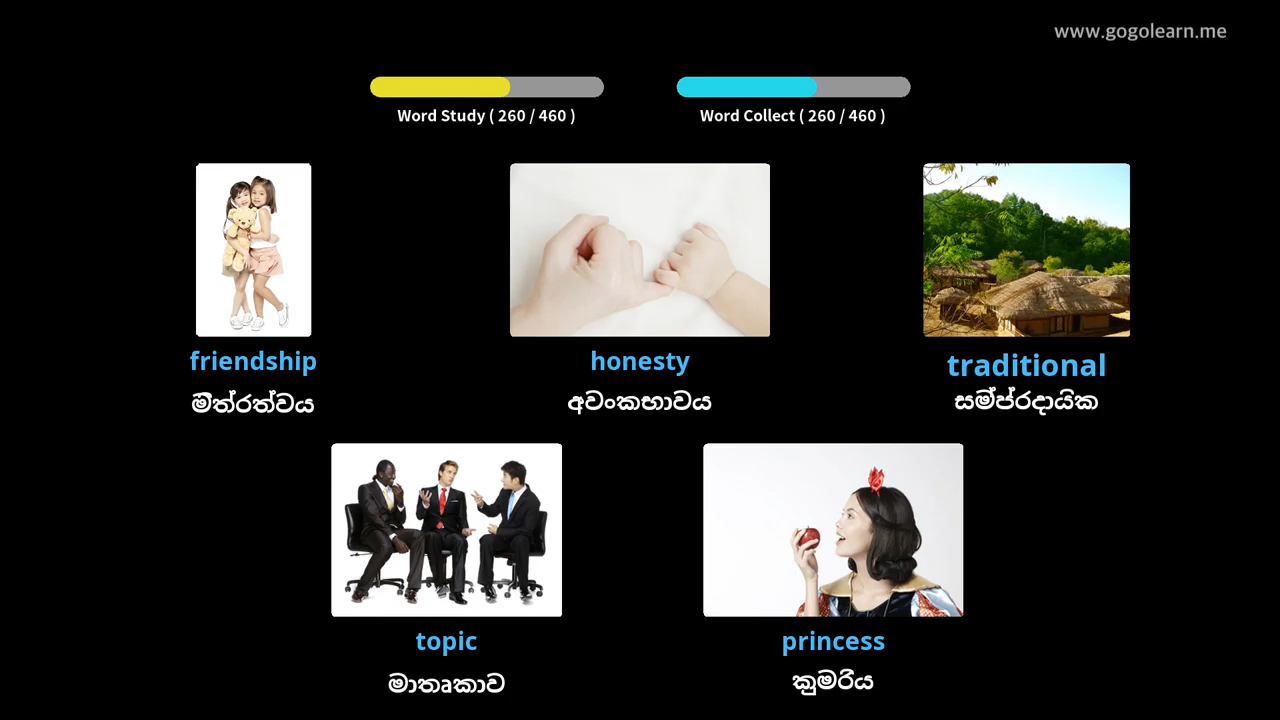 www.gogolearn.me
Word Study ( 260 / 460 )
Word Collect ( 260 / 460 )
friendship
මිත්රත්වය
honesty
අවංකභාවය
traditional
සම්ප්රදායික
topic
මාතෘකාව
princess
කුමරිය